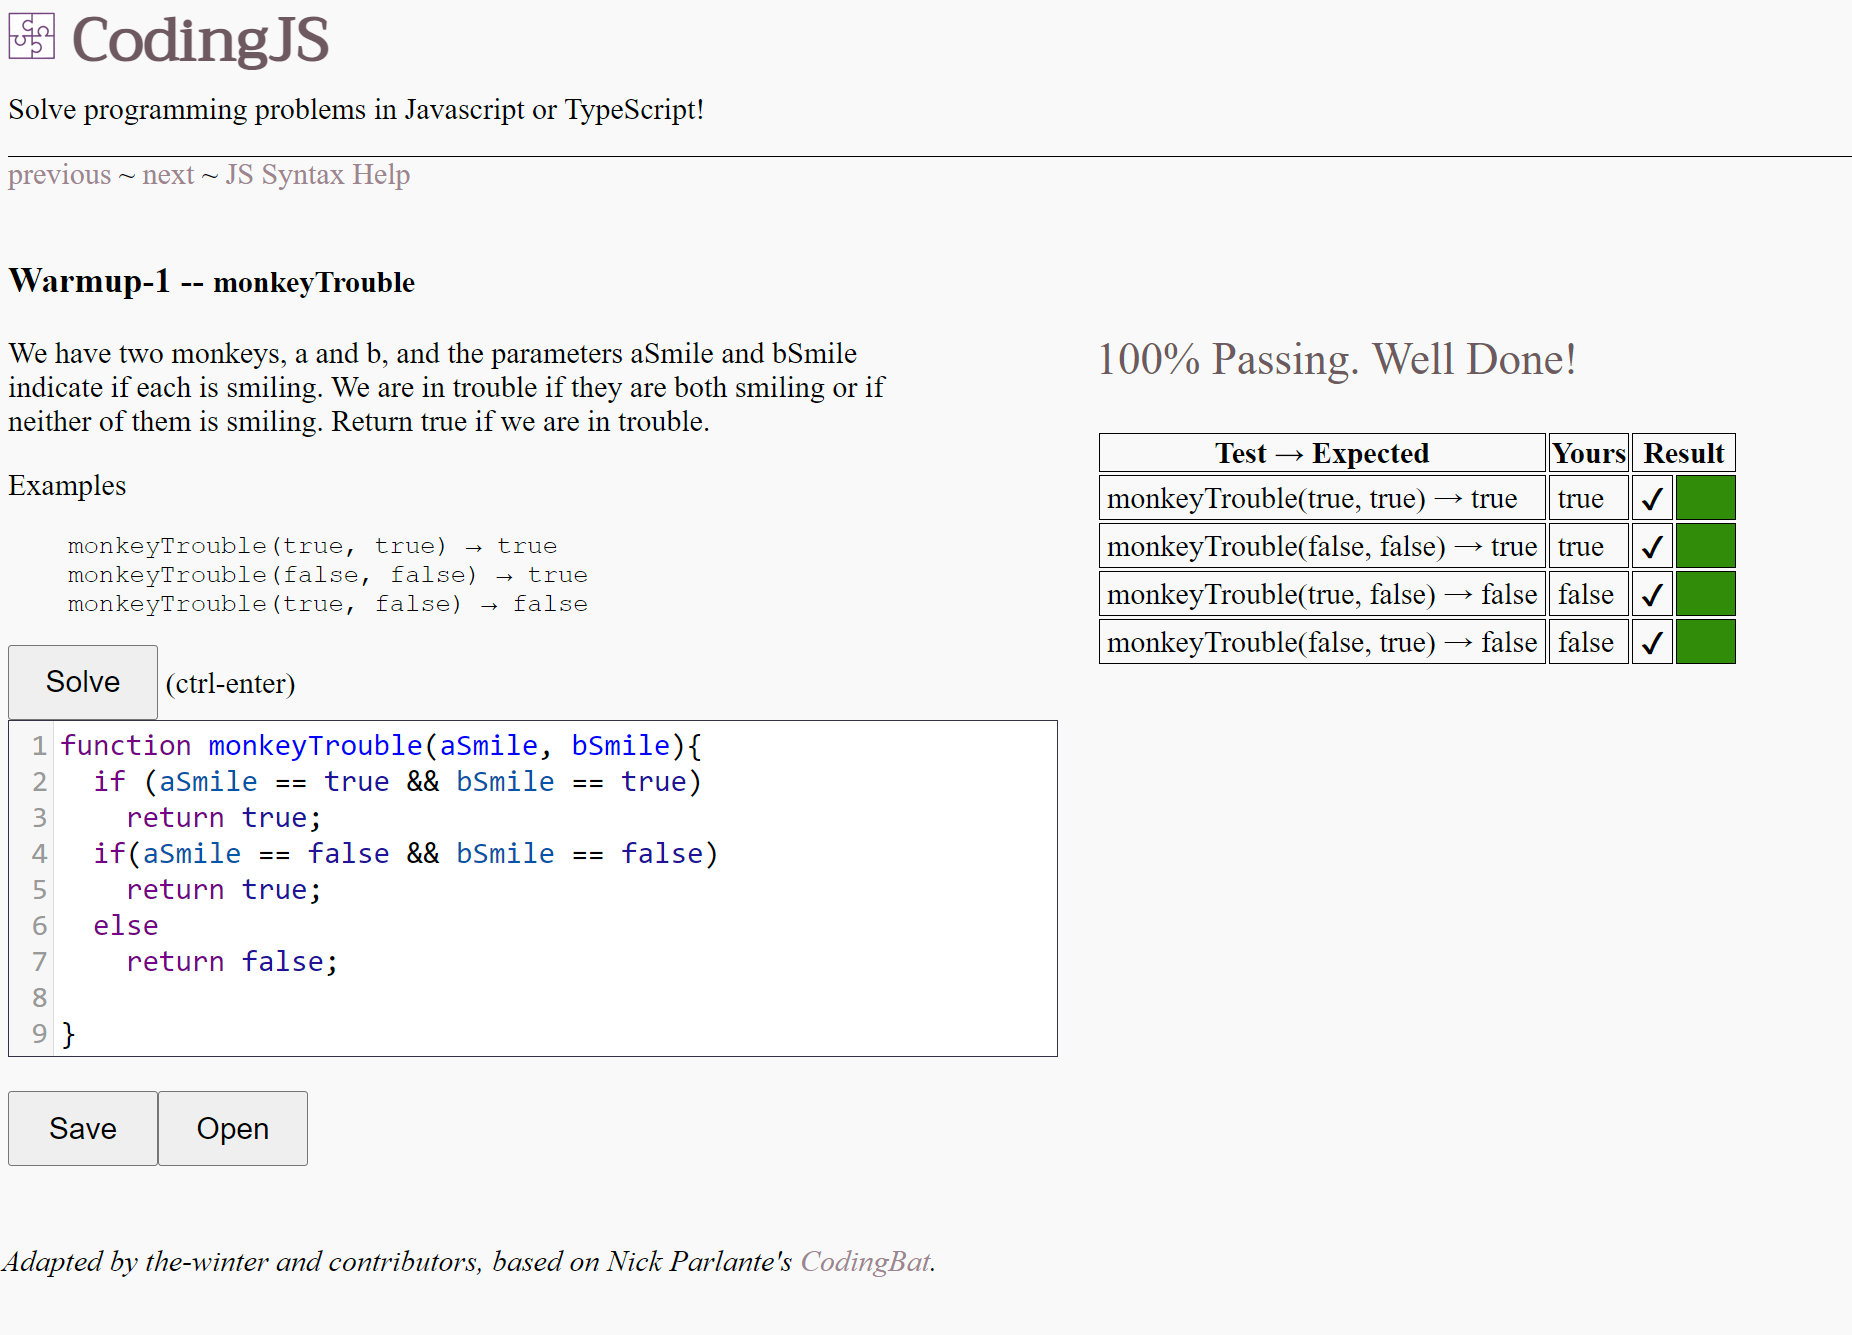 CodingJS
Solve programming problems in Javascript or TypeScript!
previous ~ next ~ JS Syntax Help
Warmup-1 -- monkeyTrouble
We have two monkeys, a and b, and the parameters aSmile and bSmile
indicate if each is smiling. We are in trouble if they are both smiling or if
neither of them is smiling. Return true if we are in trouble.
Examples
monkeyTrouble(true, true) → true
monkeyTrouble(false, false) → true
monkeyTrouble(true, false) → false
Solve (ctrl-enter)
1 function monkeyTrouble(aSmile, bSmile){
2   if (aSmile == true && bSmile == true)
3     return true;
4   if(aSmile == false && bSmile == false)
5     return true;
6   else
7     return false;
8
9 }
Save Open
100% Passing. Well Done!
Test → Expected Yours Result
monkeyTrouble(true, true) → true true ✔
monkeyTrouble(false, false) → true true ✔
monkeyTrouble(true, false) → false false ✔
monkeyTrouble(false, true) → false false ✔
Adapted by the-winter and contributors, based on Nick Parlante's CodingBat.